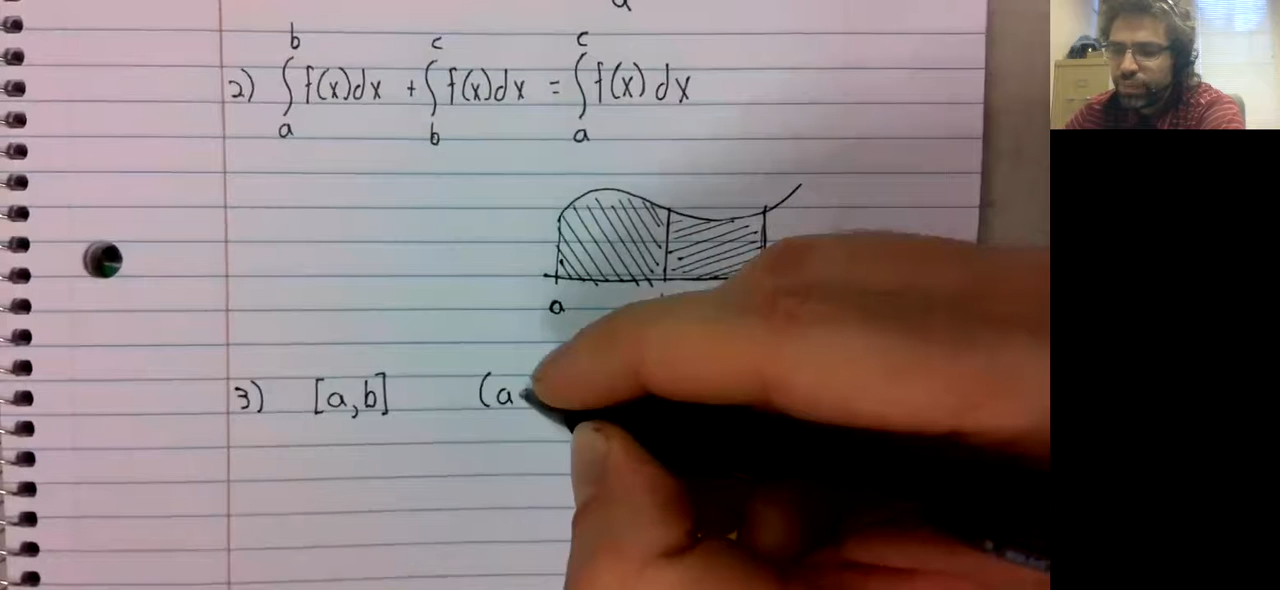 2) ∫_a^b f(x)dx + ∫_b^c f(x)dx = ∫_a^c f(x) dx
a
3) [a,b] (a